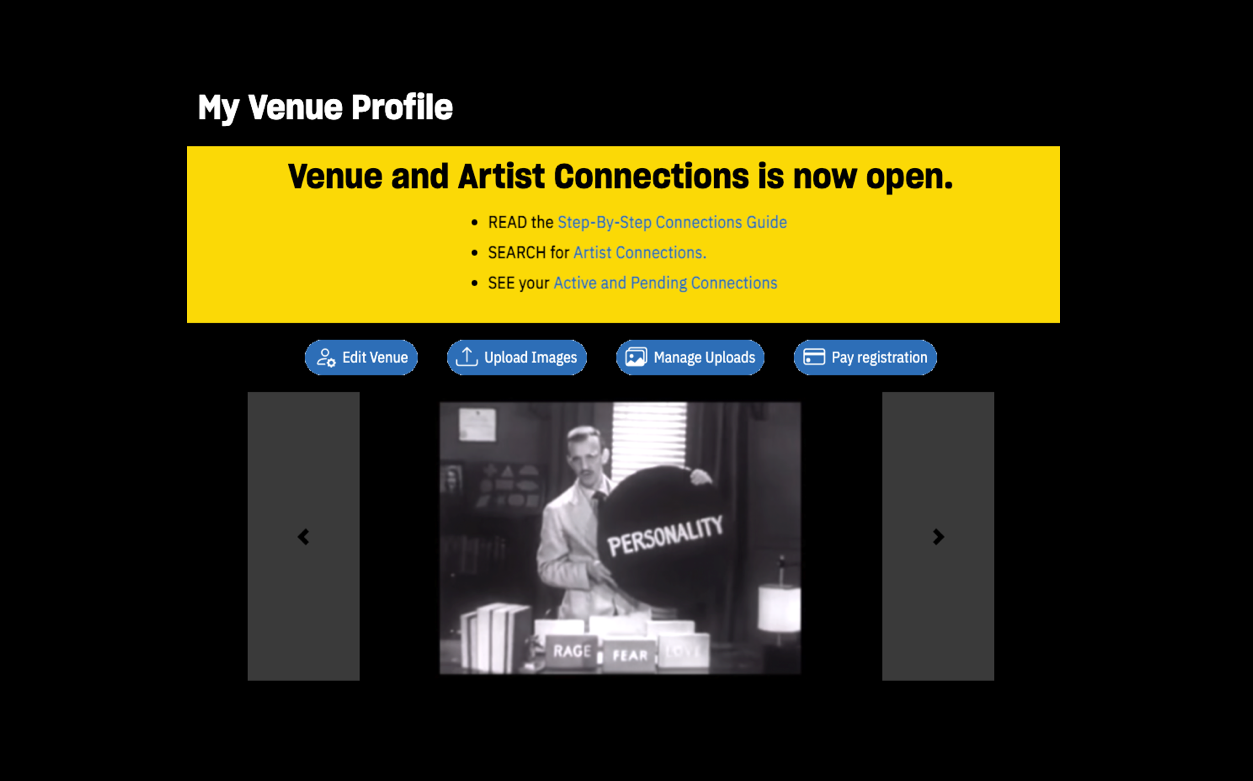 My Venue Profile
Venue and Artist Connections is now open.
READ the Step-By-Step Connections Guide
SEARCH for Artist Connections.
SEE your Active and Pending Connections
Edit Venue
Upload Images
Manage Uploads
Pay registration
PERSONALITY
RAGE
FEAR
LOVE